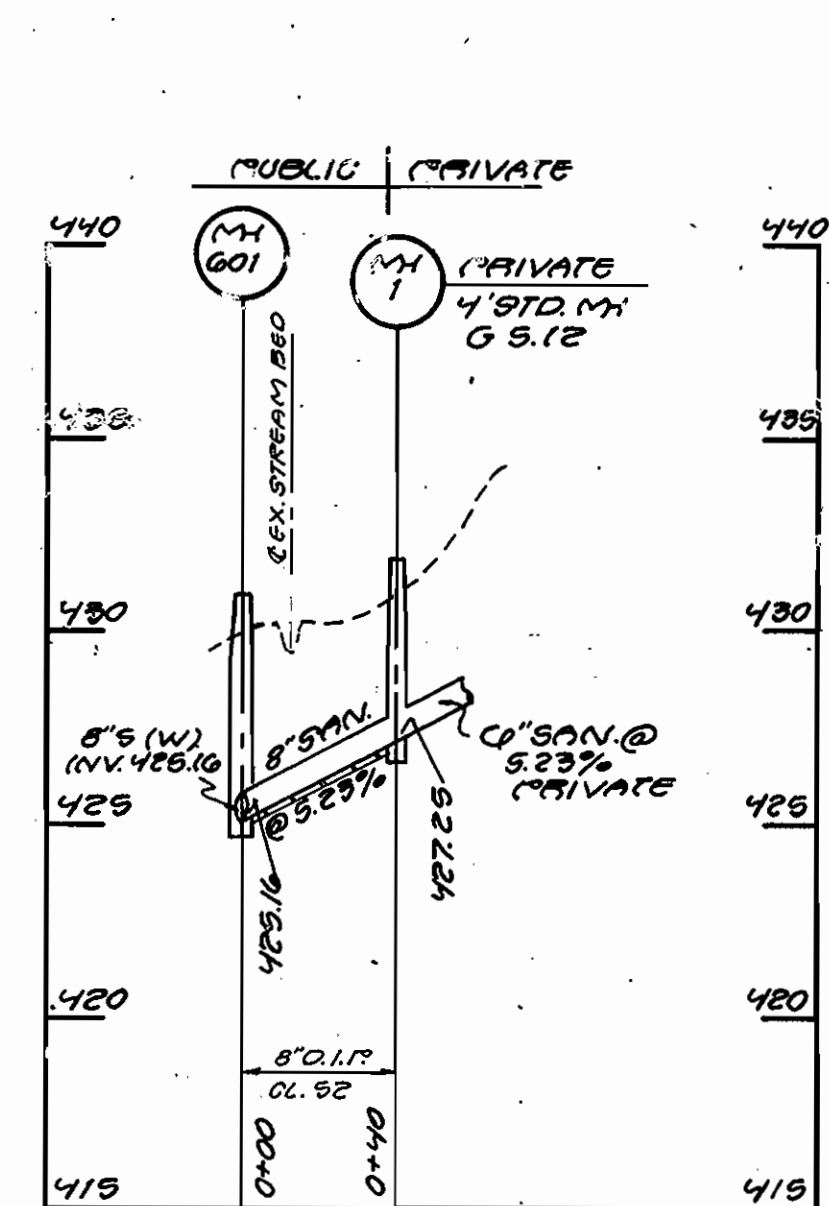 PUBLIC PRIVATE
440 440
MH
601
MH
1
PRIVATE
4' STD. MH
G 5.12
℄ EX. STREAM BED
435 435
430 430
8" SAN.
@ 5.23%
8" S (W)
INV. 425.16
6" SAN. @
5.23%
PRIVATE
425 425
425.16
427.25
420 420
8" D.I.P.
CL. 52
0+00
0+40
415 415